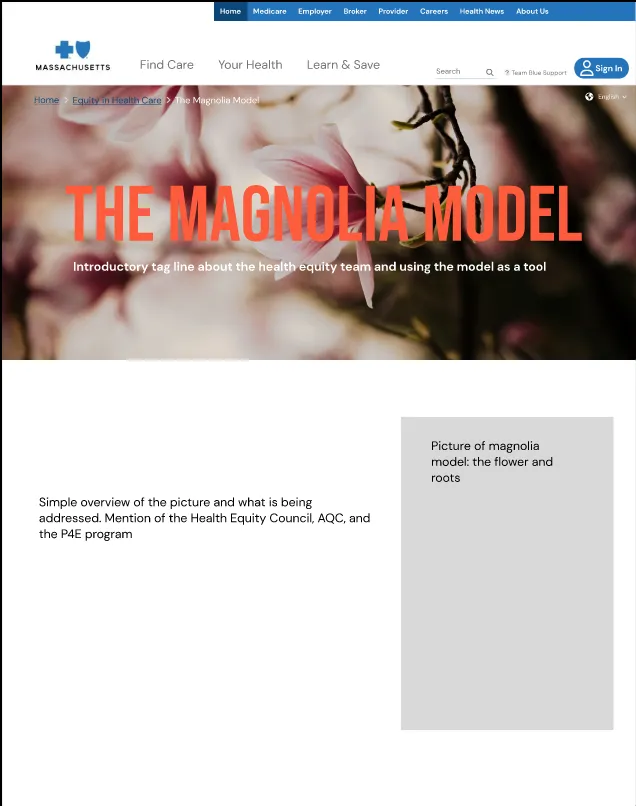 Home Medicare Employer Broker Provider Careers Health News About Us
MASSACHUSETTS
Find Care Your Health Learn & Save
Search
? Team Blue Support
Sign In
Home > Equity in Health Care > The Magnolia Model
English
THE MAGNOLIA MODEL
Introductory tag line about the health equity team and using the model as a tool
Picture of magnolia
model: the flower and
roots
Simple overview of the picture and what is being
addressed. Mention of the Health Equity Council, AQC, and
the P4E program